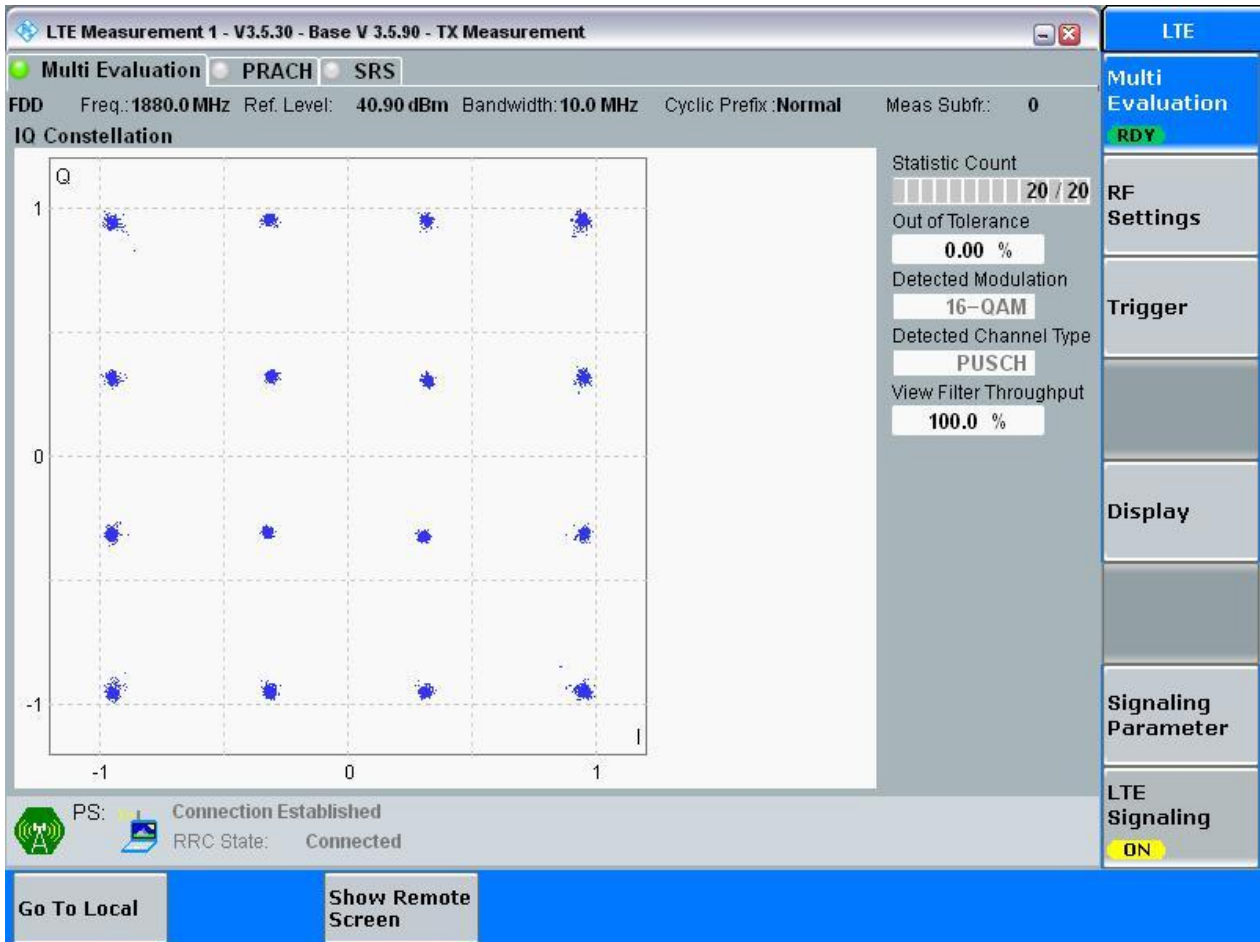 LTE Measurement 1 - V3.5.30 - Base V 3.5.90 - TX Measurement
LTE
Multi Evaluation PRACH SRS
FDD Freq.: 1880.0 MHz Ref. Level: 40.90 dBm Bandwidth: 10.0 MHz Cyclic Prefix : Normal Meas Subfr.: 0
IQ Constellation
Q
1
0
-1
-1 0 1
I
Statistic Count
20 / 20
Out of Tolerance
0.00 %
Detected Modulation
16-QAM
Detected Channel Type
PUSCH
View Filter Throughput
100.0 %
Multi
Evaluation
RDY
RF
Settings
Trigger
Display
Signaling
Parameter
LTE
Signaling
ON
PS: Connection Established
RRC State: Connected
Go To Local
Show Remote
Screen